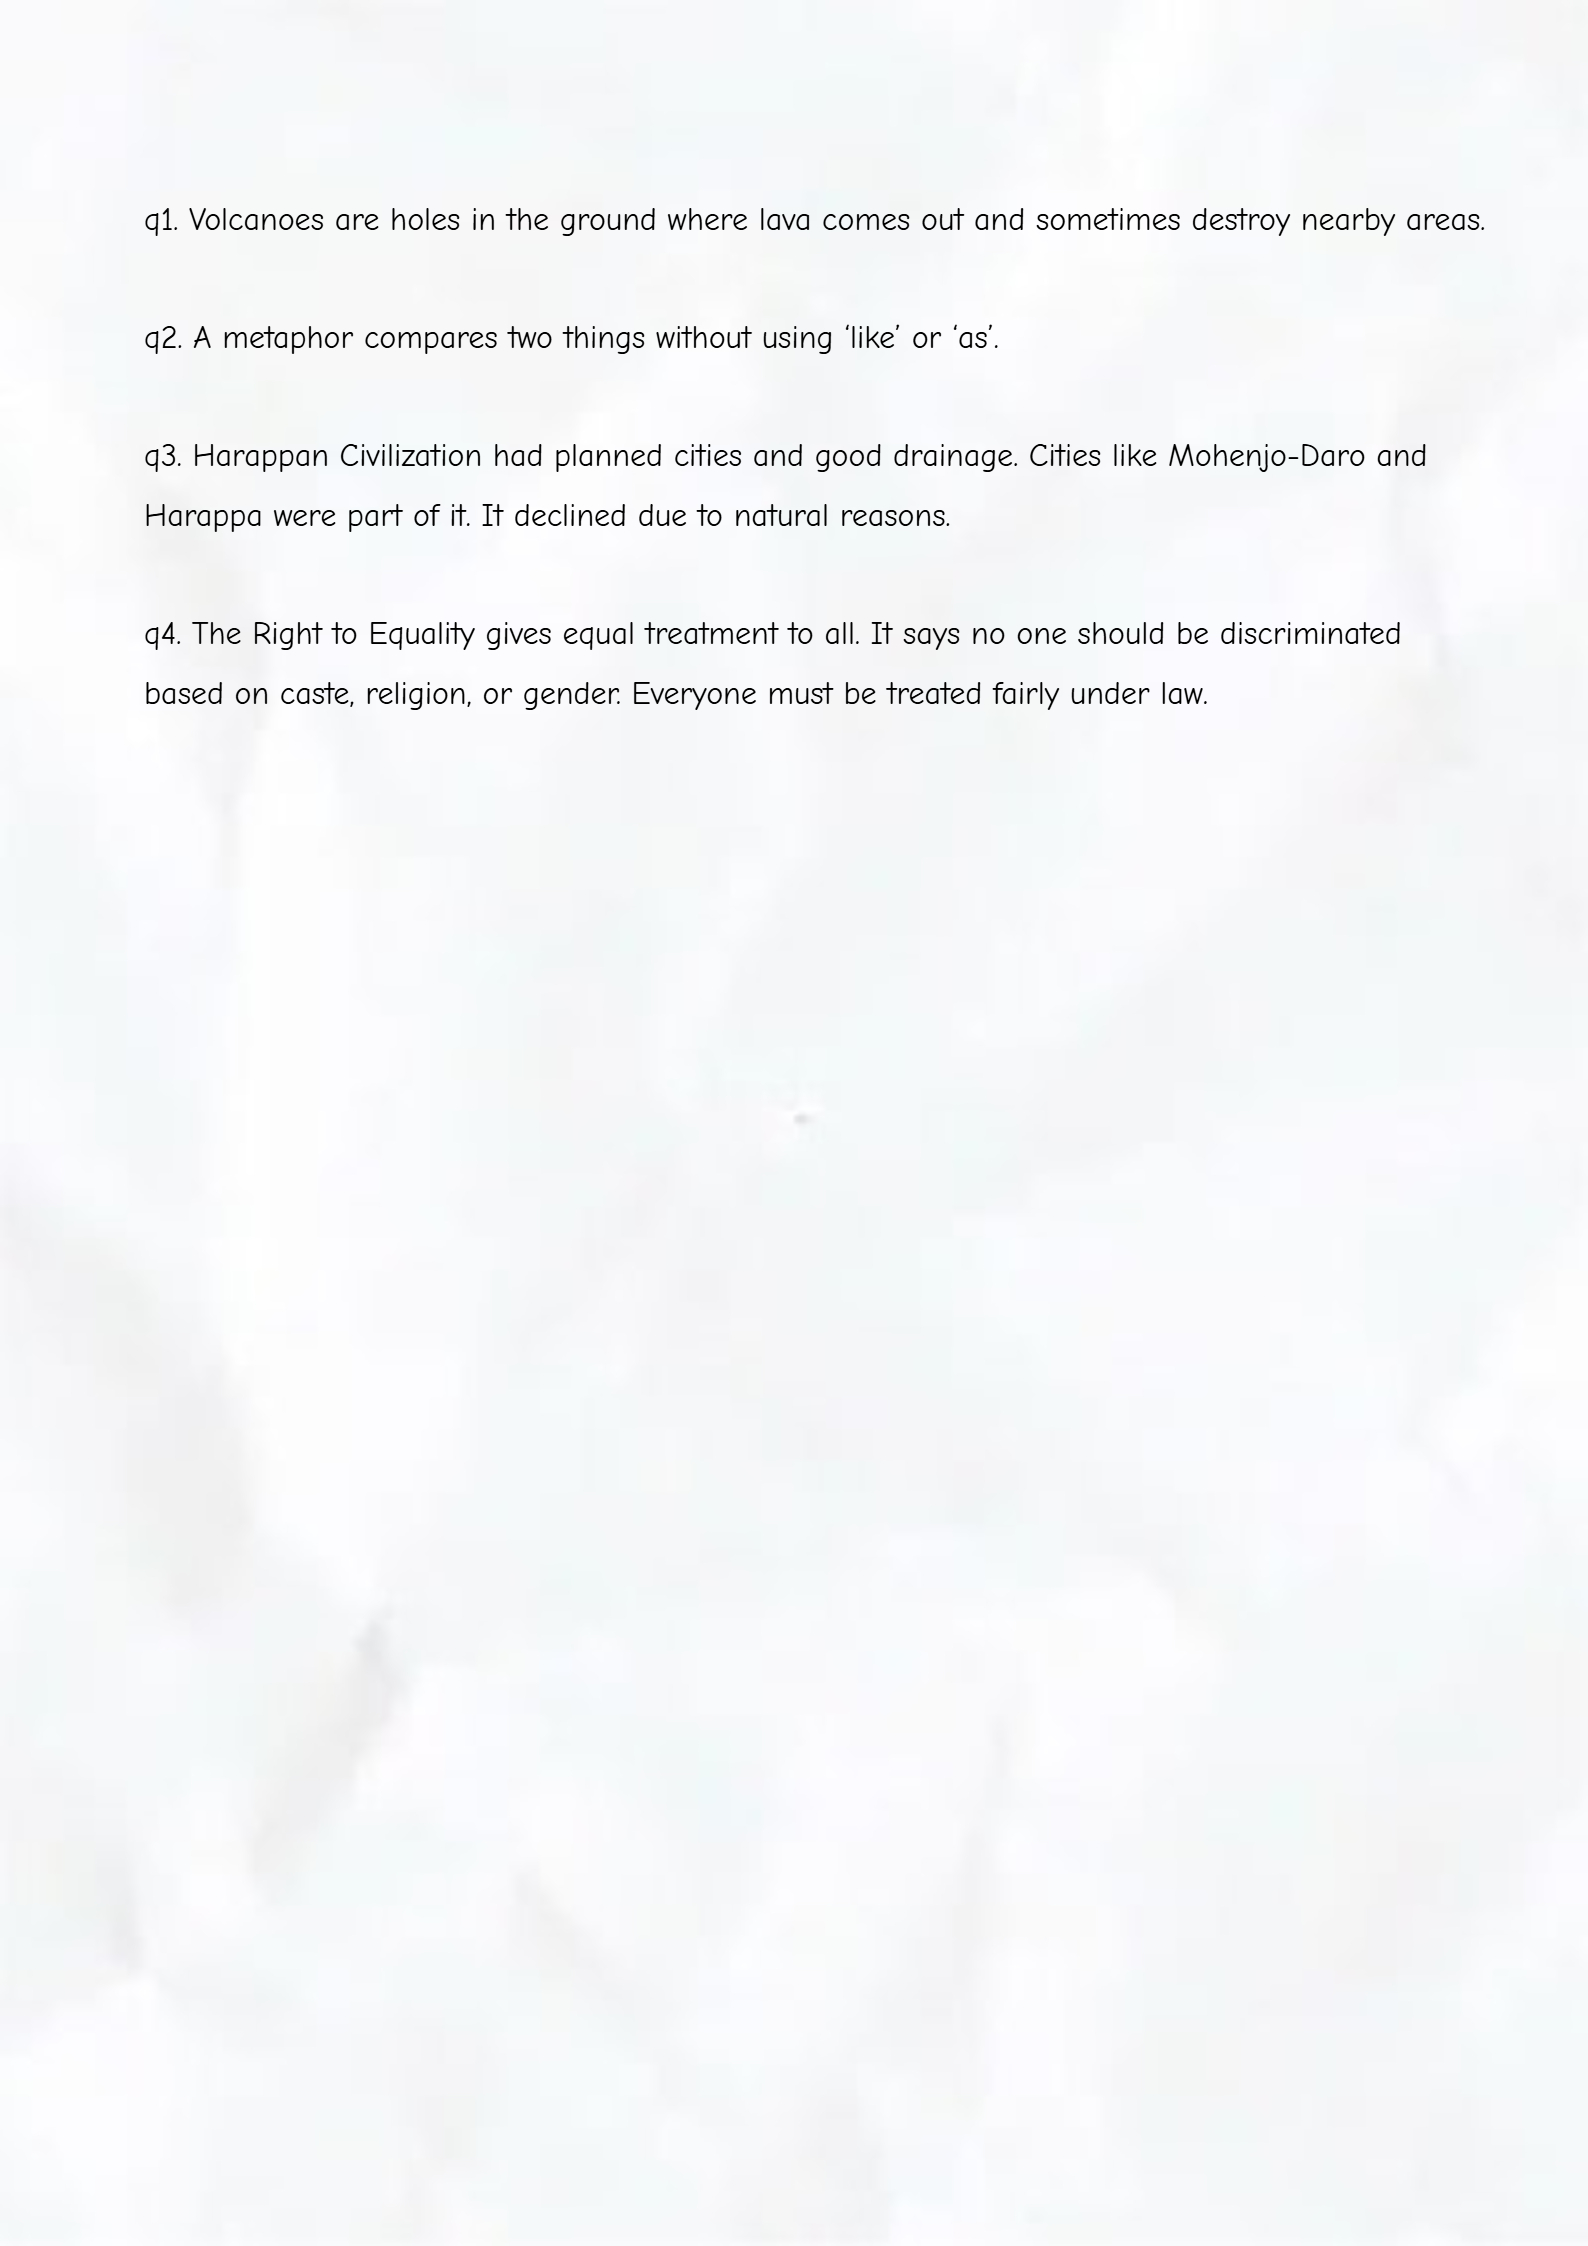 q1. Volcanoes are holes in the ground where lava comes out and sometimes destroy nearby areas.
q2. A metaphor compares two things without using ‘like’ or ‘as’.
q3. Harappan Civilization had planned cities and good drainage. Cities like Mohenjo-Daro and
Harappa were part of it. It declined due to natural reasons.
q4. The Right to Equality gives equal treatment to all. It says no one should be discriminated
based on caste, religion, or gender. Everyone must be treated fairly under law.